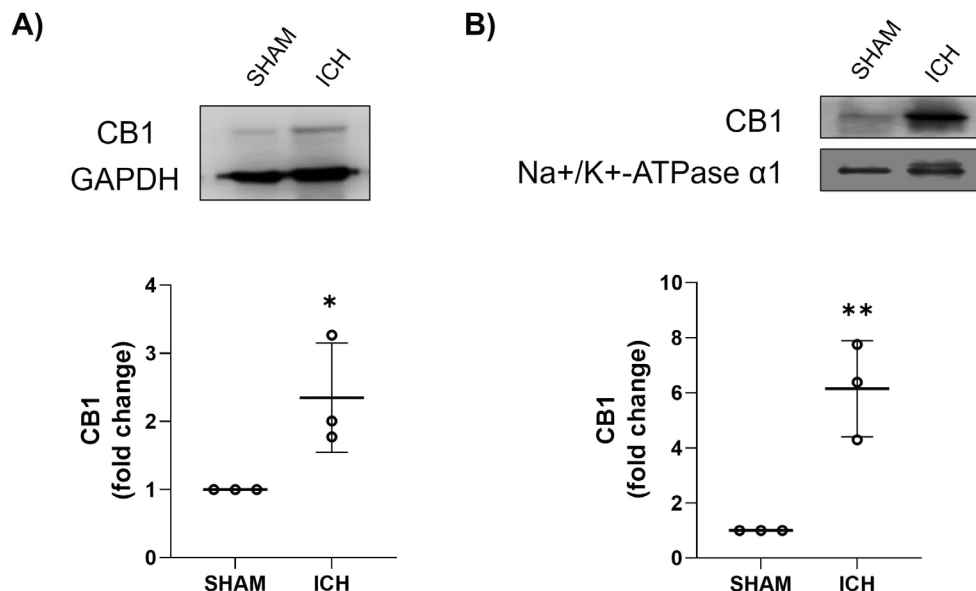 A)
SHAM
ICH
CB1
GAPDH
4
3
2
1
0
CB1
(fold change)
*
SHAM
ICH
B)
SHAM
ICH
CB1
Na+/K+-ATPase α1
10
8
6
4
2
0
CB1
(fold change)
**
SHAM
ICH